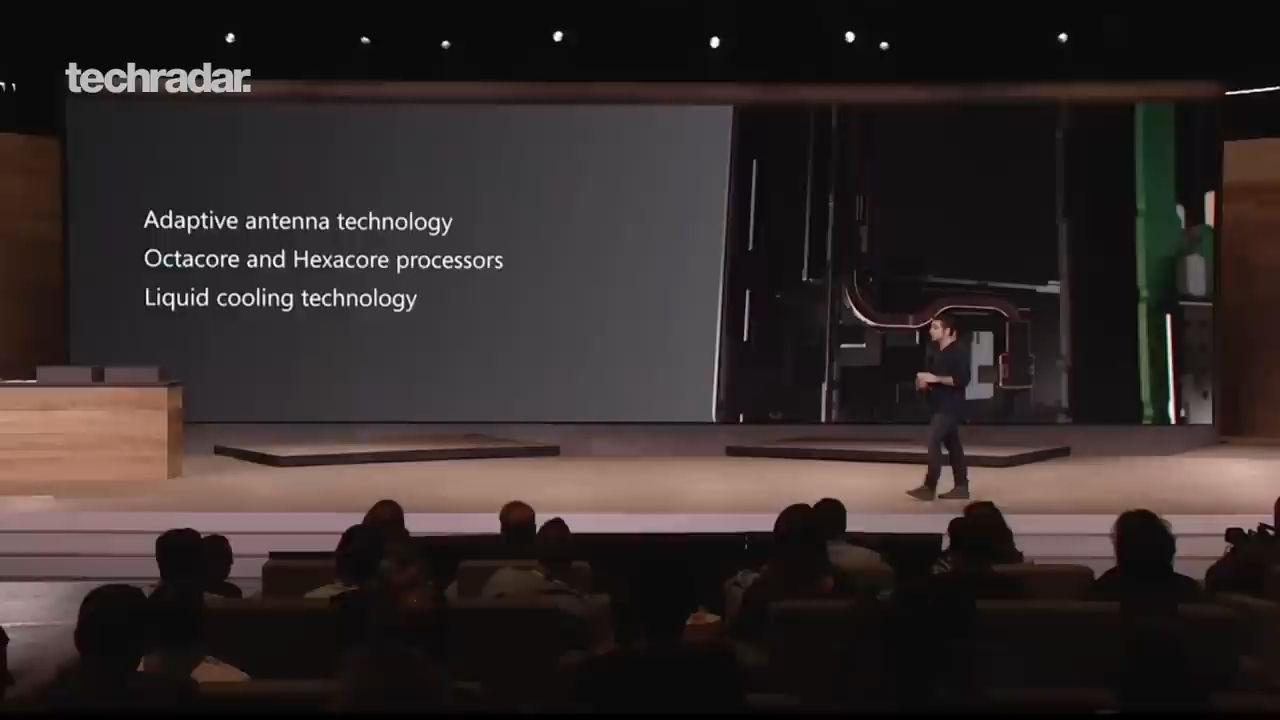 techradar.
Adaptive antenna technology
Octacore and Hexacore processors
Liquid cooling technology